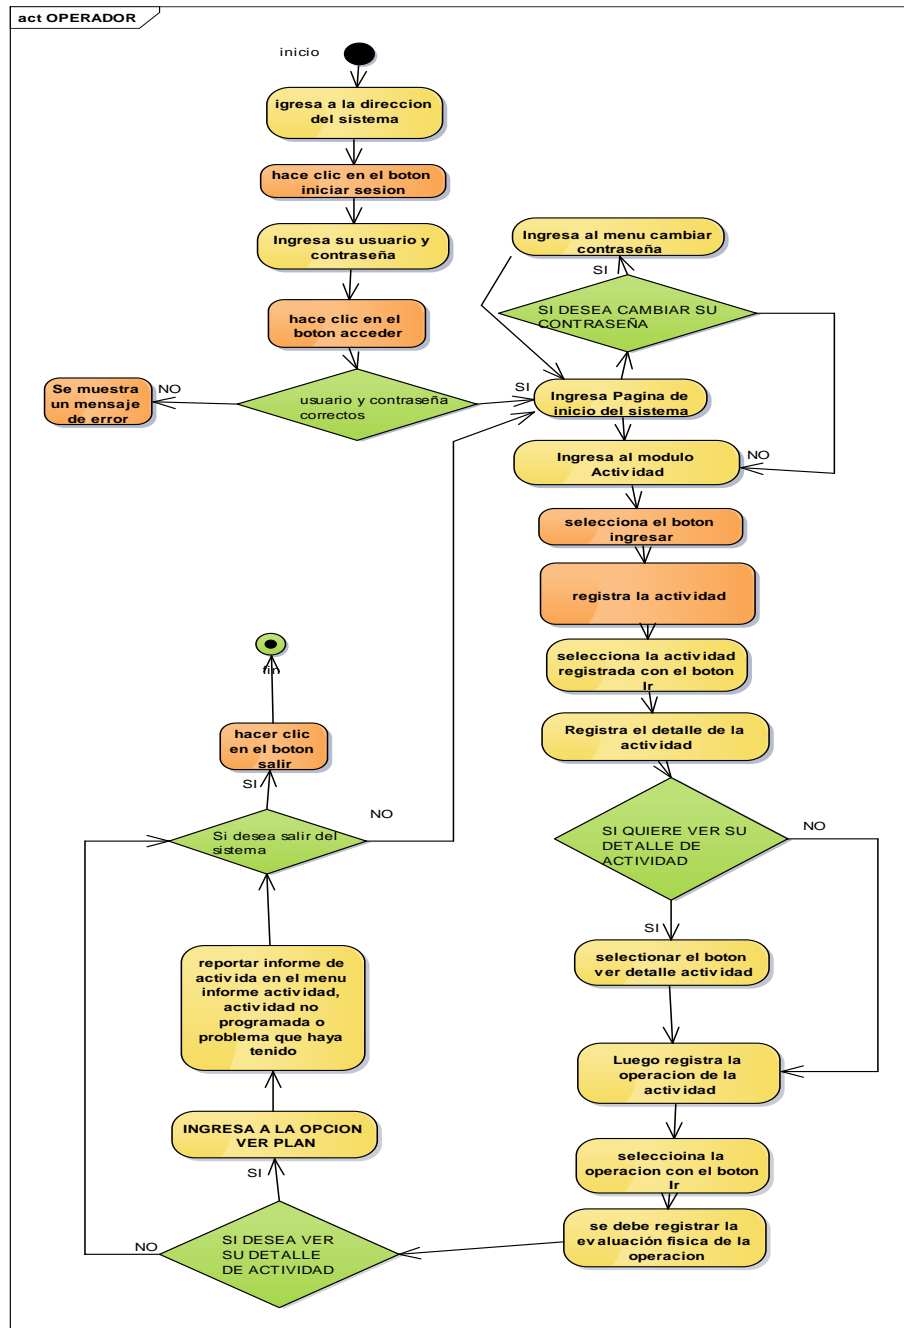 act OPERADOR
inicio
igresa a la direccion
del sistema
hace clic en el boton
iniciar sesion
Ingresa su usuario y
contraseña
hace clic en el
boton acceder
usuario y contraseña
correctos
NO
Se muestra
un mensaje
de error
SI
Ingresa Pagina de
inicio del sistema
SI DESEA CAMBIAR SU
CONTRASEÑA
SI
Ingresa al menu cambiar
contraseña
NO
Ingresa al modulo
Actividad
selecciona el boton
ingresar
registra la actividad
selecciona la actividad
registrada con el boton
Ir
Registra el detalle de la
actividad
SI QUIERE VER SU
DETALLE DE
ACTIVIDAD
NO
SI
selectionar el boton
ver detalle actividad
Luego registra la
operacion de la
actividad
seleccioina la
operacion con el boton
Ir
se debe registrar la
evaluación fisica de la
operacion
SI DESEA VER
SU DETALLE
DE ACTIVIDAD
NO
SI
INGRESA A LA OPCION
VER PLAN
reportar informe de
activida en el menu
informe actividad,
actividad no
programada o
problema que haya
tenido
Si desea salir del
sistema
NO
SI
hacer clic
en el boton
salir
fin